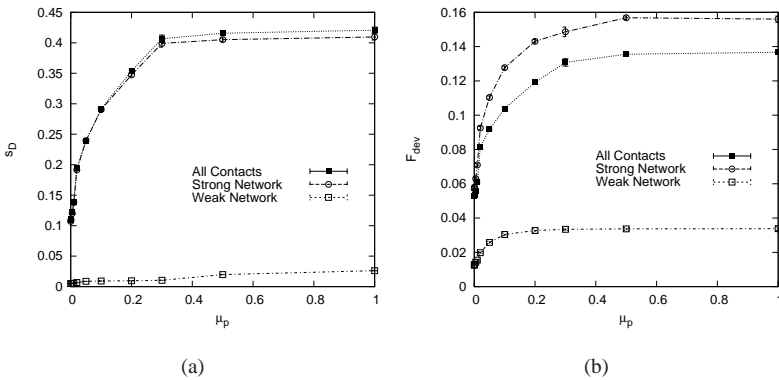 0.45
0.4
0.35
0.3
0.25
0.2
0.15
0.1
0.05
0
s_D
0 0.2 0.4 0.6 0.8 1
μ_p
All Contacts
Strong Network
Weak Network
(a)
0.16
0.14
0.12
0.1
0.08
0.06
0.04
0.02
0
F_dev
0 0.2 0.4 0.6 0.8 1
μ_p
All Contacts
Strong Network
Weak Network
(b)